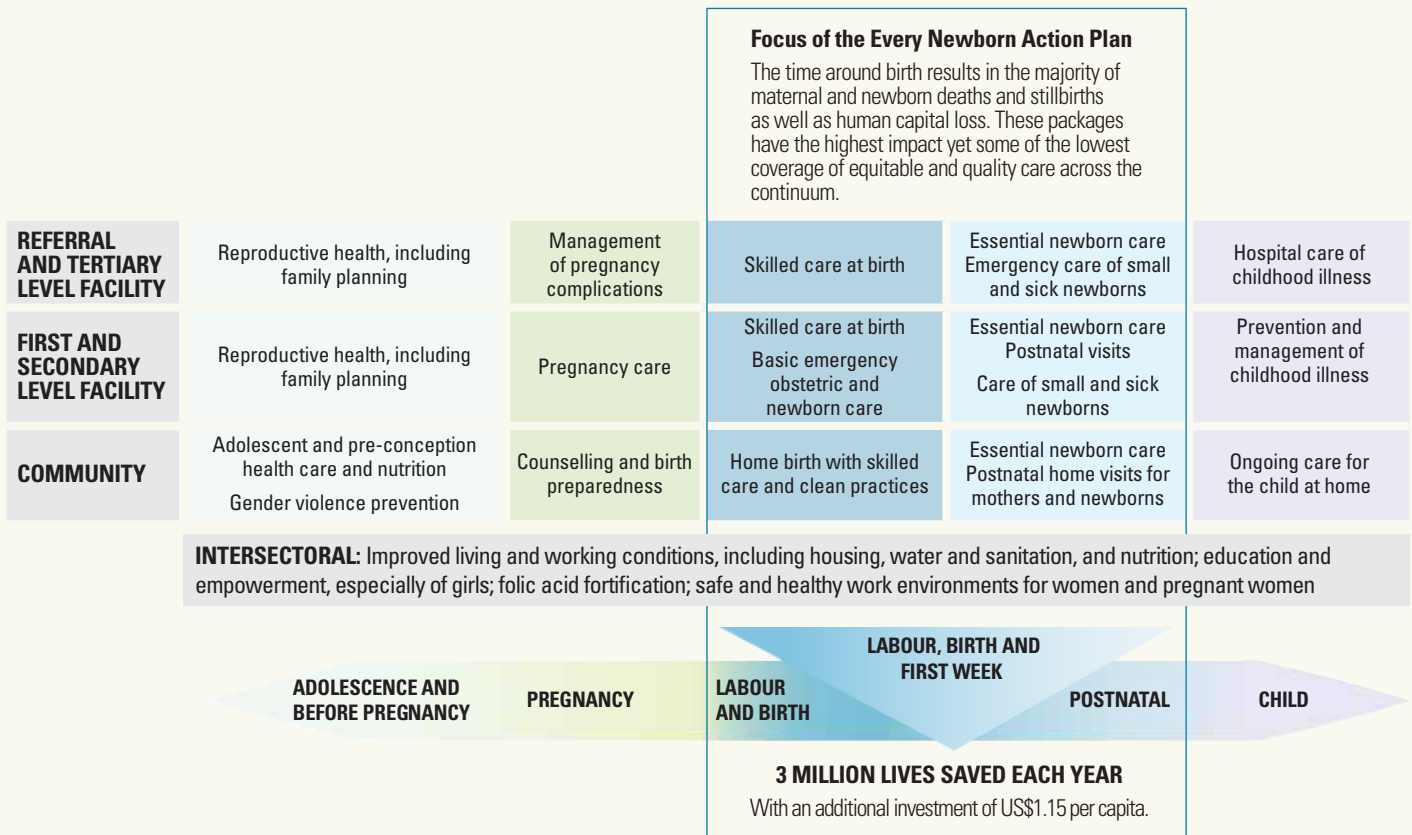 Focus of the Every Newborn Action Plan
The time around birth results in the majority of
maternal and newborn deaths and stillbirths
as well as human capital loss. These packages
have the highest impact yet some of the lowest
coverage of equitable and quality care across the
continuum.
REFERRAL
AND TERTIARY
LEVEL FACILITY
Reproductive health, including
family planning
Management
of pregnancy
complications
Skilled care at birth
Essential newborn care
Emergency care of small
and sick newborns
Hospital care of
childhood illness
FIRST AND
SECONDARY
LEVEL FACILITY
Reproductive health, including
family planning
Pregnancy care
Skilled care at birth
Basic emergency
obstetric and
newborn care
Essential newborn care
Postnatal visits
Care of small and sick
newborns
Prevention and
management of
childhood illness
COMMUNITY
Adolescent and pre-conception
health care and nutrition
Gender violence prevention
Counselling and birth
preparedness
Home birth with skilled
care and clean practices
Essential newborn care
Postnatal home visits for
mothers and newborns
Ongoing care for
the child at home
INTERSECTORAL: Improved living and working conditions, including housing, water and sanitation, and nutrition; education and
empowerment, especially of girls; folic acid fortification; safe and healthy work environments for women and pregnant women
LABOUR, BIRTH AND
FIRST WEEK
ADOLESCENCE AND
BEFORE PREGNANCY
PREGNANCY
LABOUR
AND BIRTH
POSTNATAL
CHILD
3 MILLION LIVES SAVED EACH YEAR
With an additional investment of US$1.15 per capita.